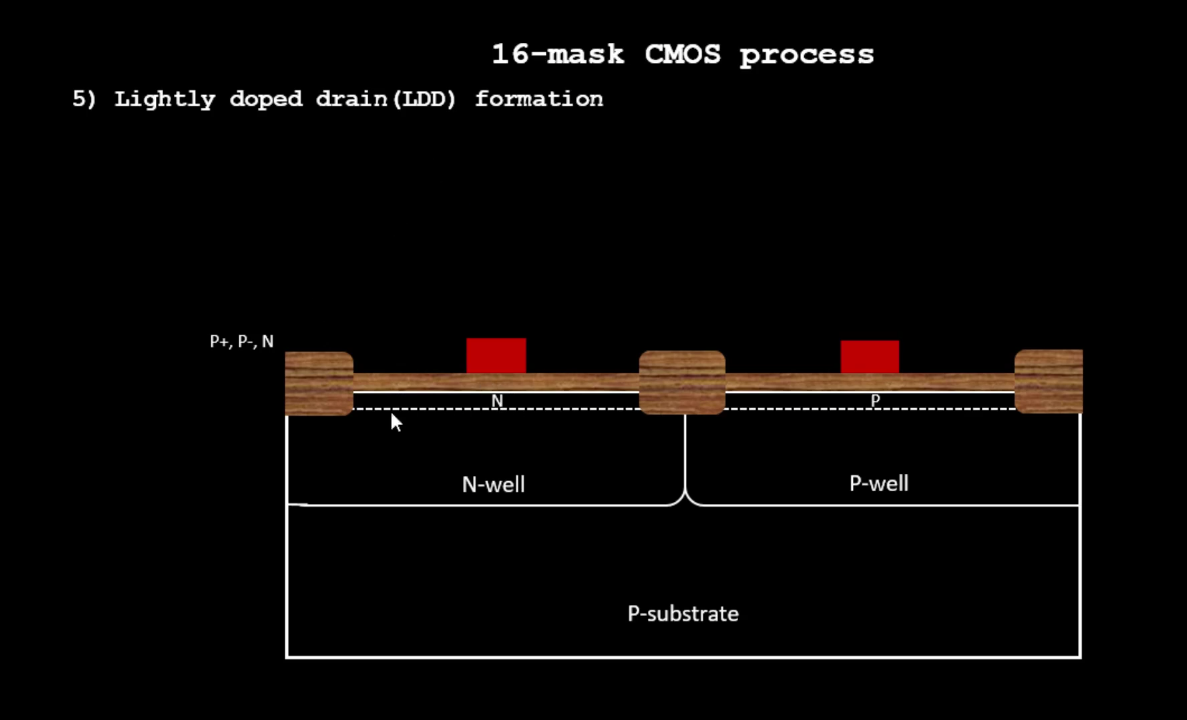 16-mask CMOS process
5) Lightly doped drain(LDD) formation
P+, P-, N
N
P
N-well
P-well
P-substrate